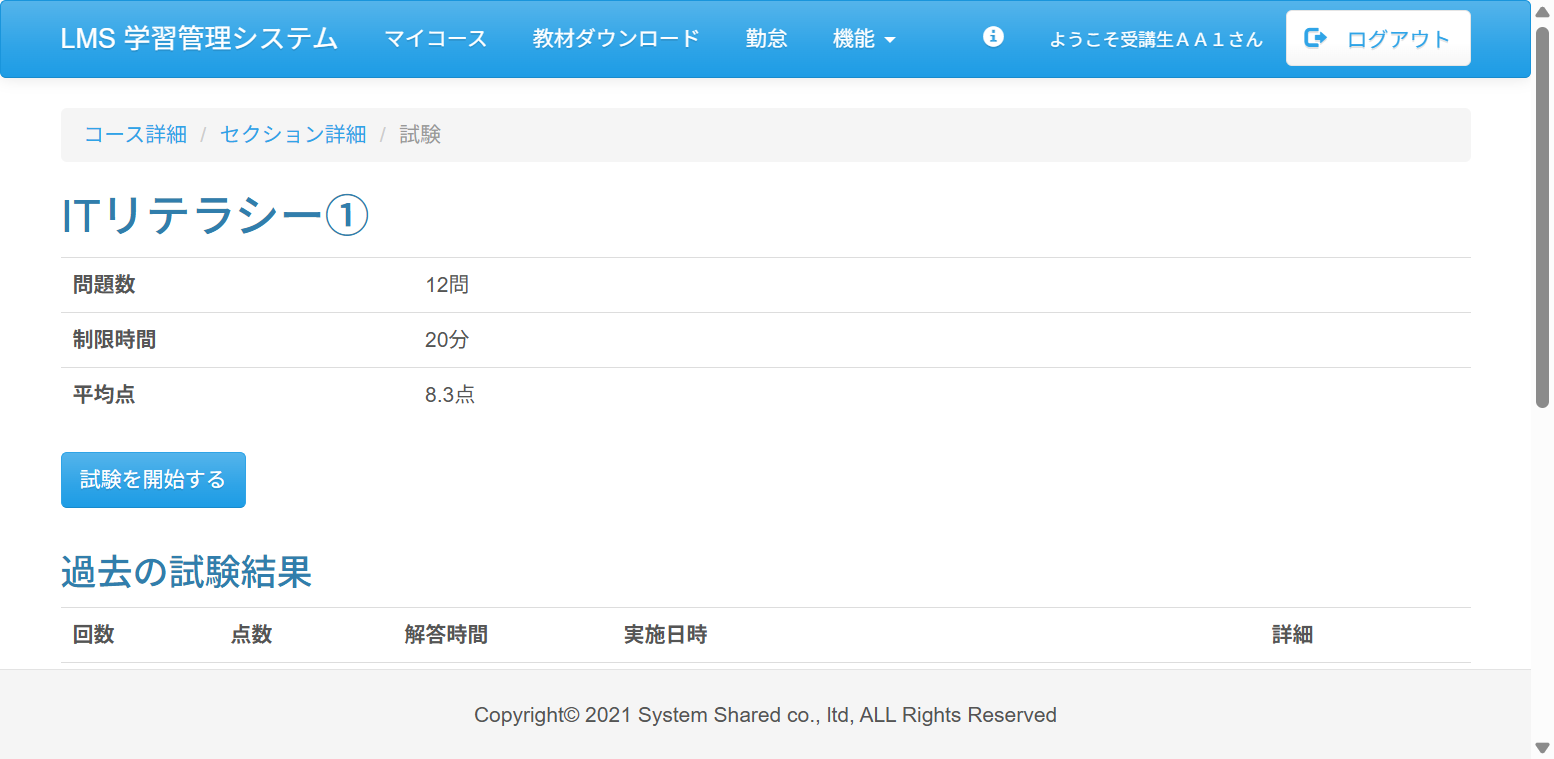 LMS 学習管理システム マイコース 教材ダウンロード 勤怠 機能 ようこそ受講生ＡＡ１さん ログアウト
コース詳細 / セクション詳細 / 試験
ITリテラシー①
問題数 12問
制限時間 20分
平均点 8.3点
試験を開始する
過去の試験結果
回数 点数 解答時間 実施日時 詳細
Copyright© 2021 System Shared co., ltd, ALL Rights Reserved